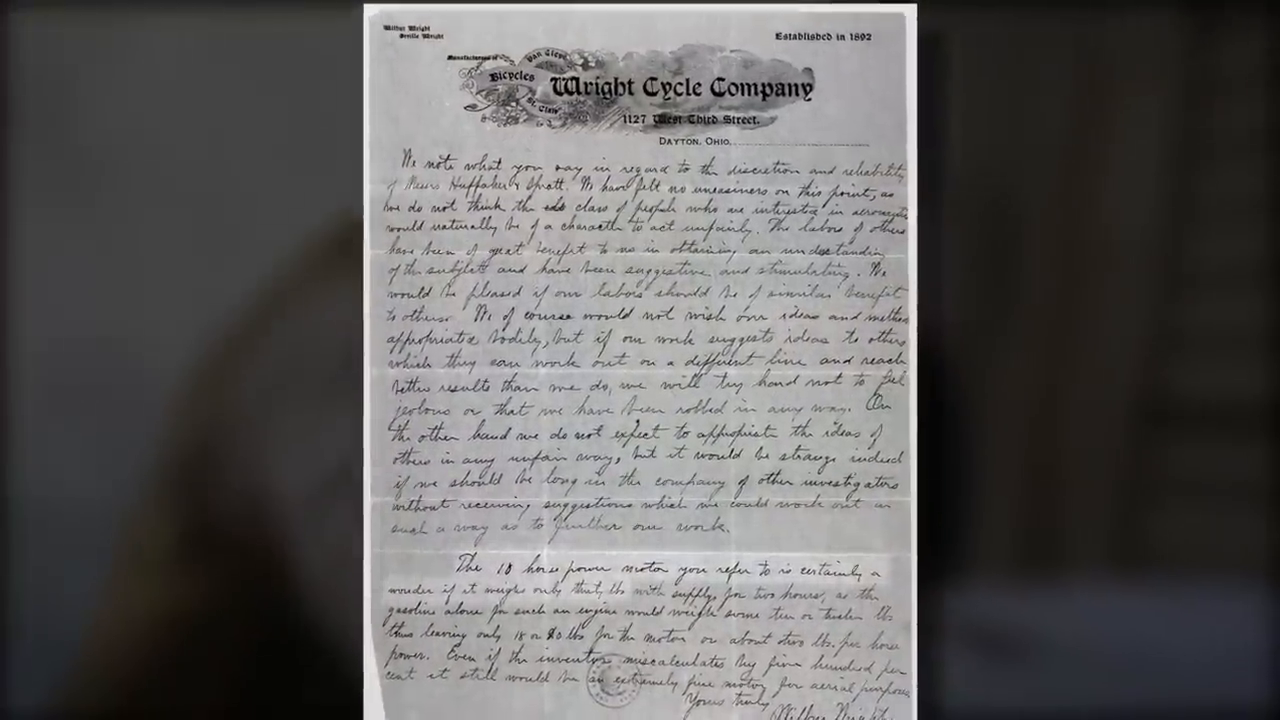 Wilbur Wright
Orville Wright
Established in 1892
Manufacturers of
Bicycles
Van Cleve
St. Clair
Wright Cycle Company
1127 West Third Street.
DAYTON, OHIO,
We note what you say in regard to the discretion and reliability
of Messrs Huffaker & Spratt. We have felt no uneasiness on this point, as
we do not think the class of people who are interested in aeronautics
would naturally be of a character to act unfairly. The labors of others
have been of great benefit to us in obtaining an understanding
of the subject and have been suggestive and stimulating. We
would be pleased if our labors should be of similar benefit
to others. We of course would not wish our ideas and methods
appropriated bodily, but if our work suggests ideas to others
which they can work out on a different line and reach
better results than we do, we will try hard not to feel
jealous or that we have been robbed in any way. On
the other hand we do not expect to appropriate the ideas of
others in any unfair way, but it would be strange indeed
if we should be long in the company of other investigators
without receiving suggestions which we could work out in
such a way as to further our work.
The 10 horse power motor you refer to is certainly a
wonder if it weighs only thirty lbs with supply for two hours, as the
gasoline alone for such an engine would weigh some ten or twelve lbs
thus leaving only 18 or 20 lbs for the motor or about two lbs. per horse
power. Even if the inventor miscalculates by five hundred per
cent it still would be an extremely fine motor for aerial purposes.
Yours truly
Wilbur Wright